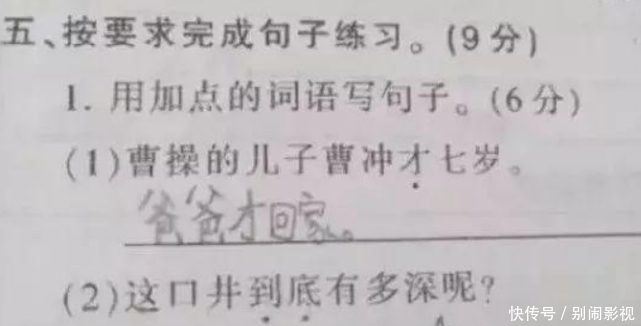 五、按要求完成句子练习。(9分)
1. 用加点的词语写句子。(6分)
(1)曹操的儿子曹冲才七岁。
爸爸才回家。
(2)这口井到底有多深呢?
快传号/别闹影视